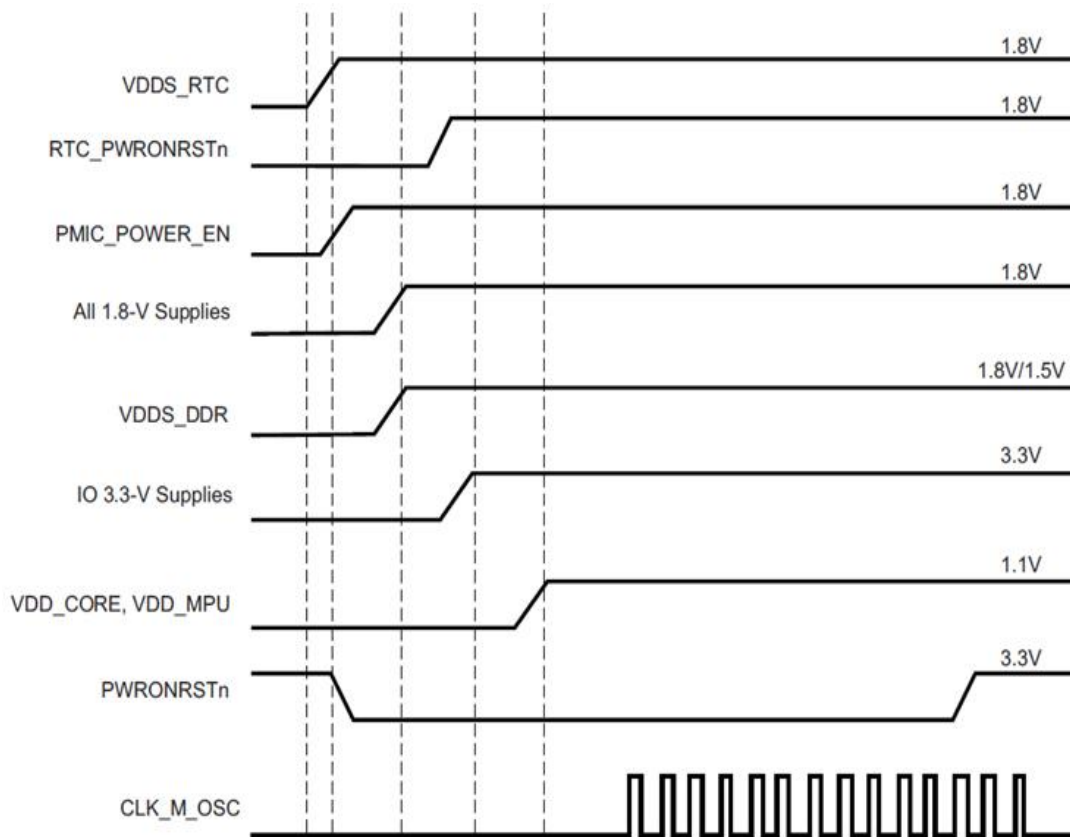 1.8V
VDDS_RTC
1.8V
RTC_PWRONRSTn
1.8V
PMIC_POWER_EN
1.8V
All 1.8-V Supplies
1.8V/1.5V
VDDS_DDR
3.3V
IO 3.3-V Supplies
1.1V
VDD_CORE, VDD_MPU
3.3V
PWRONRSTn
CLK_M_OSC